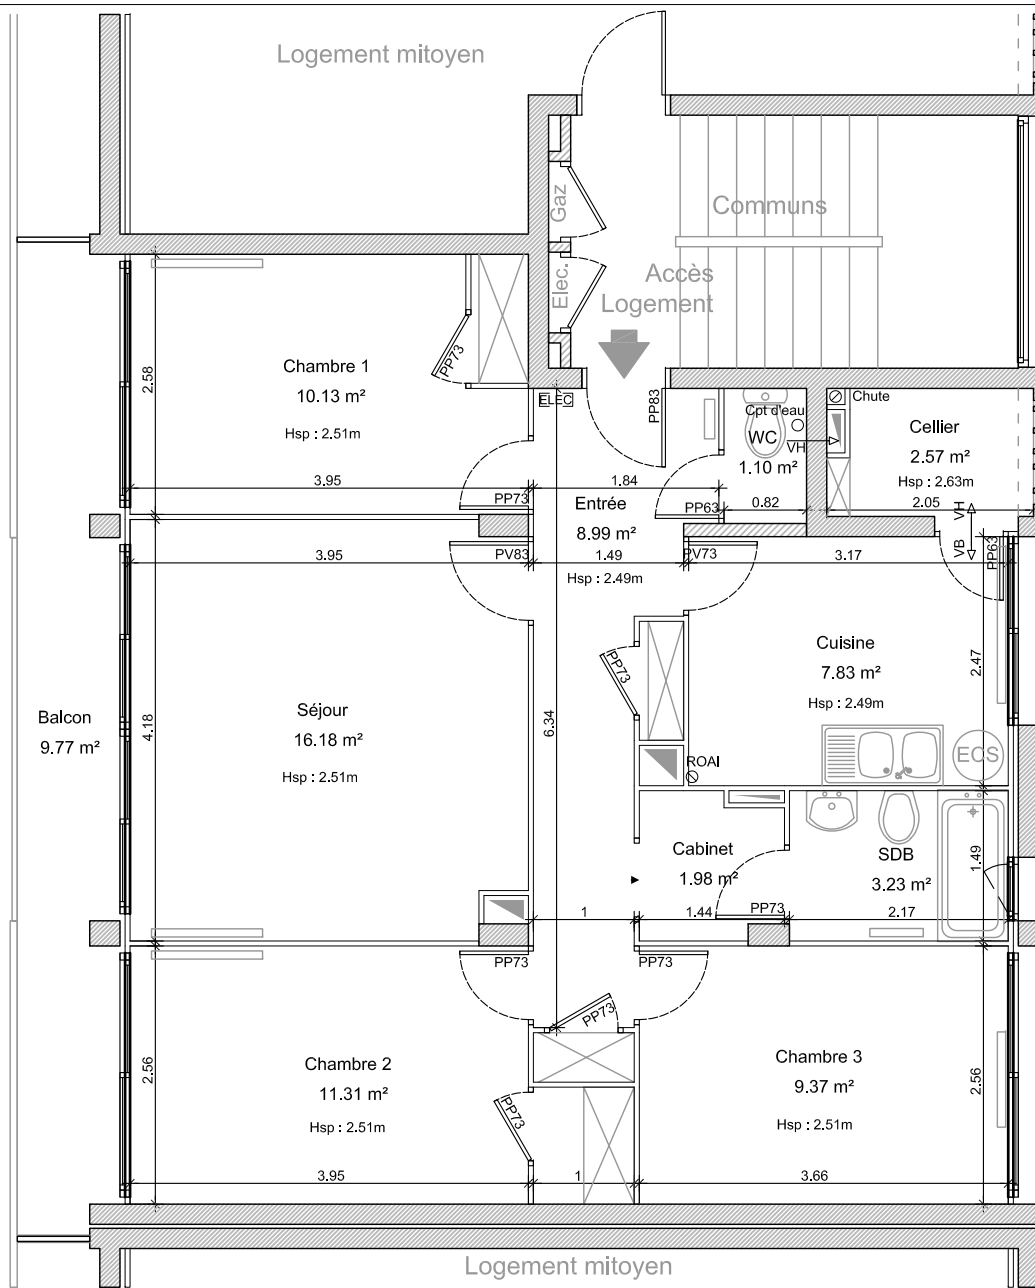 Logement mitoyen
Gaz
Communs
Elec.
Accès
Logement
PP73
Chambre 1
10.13 m²
Hsp : 2.51m
2.58
ELEC
PP83
Cpt d'eau
WC
VH
1.10 m²
Chute
Cellier
2.57 m²
Hsp : 2.63m
3.95
1.84
0.82
2.05
PP73
PP63
Entrée
8.99 m²
VH
VB
PP63
3.95
PV83
1.49
PV73
3.17
Hsp : 2.49m
PP73
Cuisine
7.83 m²
Hsp : 2.49m
2.47
Balcon
9.77 m²
4.18
Séjour
16.18 m²
Hsp : 2.51m
6.34
ROAI
ECS
Cabinet
1.98 m²
SDB
3.23 m²
1.49
1
1.44
PP73
2.17
PP73
PP73
PP73
Chambre 2
11.31 m²
Hsp : 2.51m
2.56
PP73
Chambre 3
9.37 m²
Hsp : 2.51m
2.56
3.95
1
3.66
Logement mitoyen